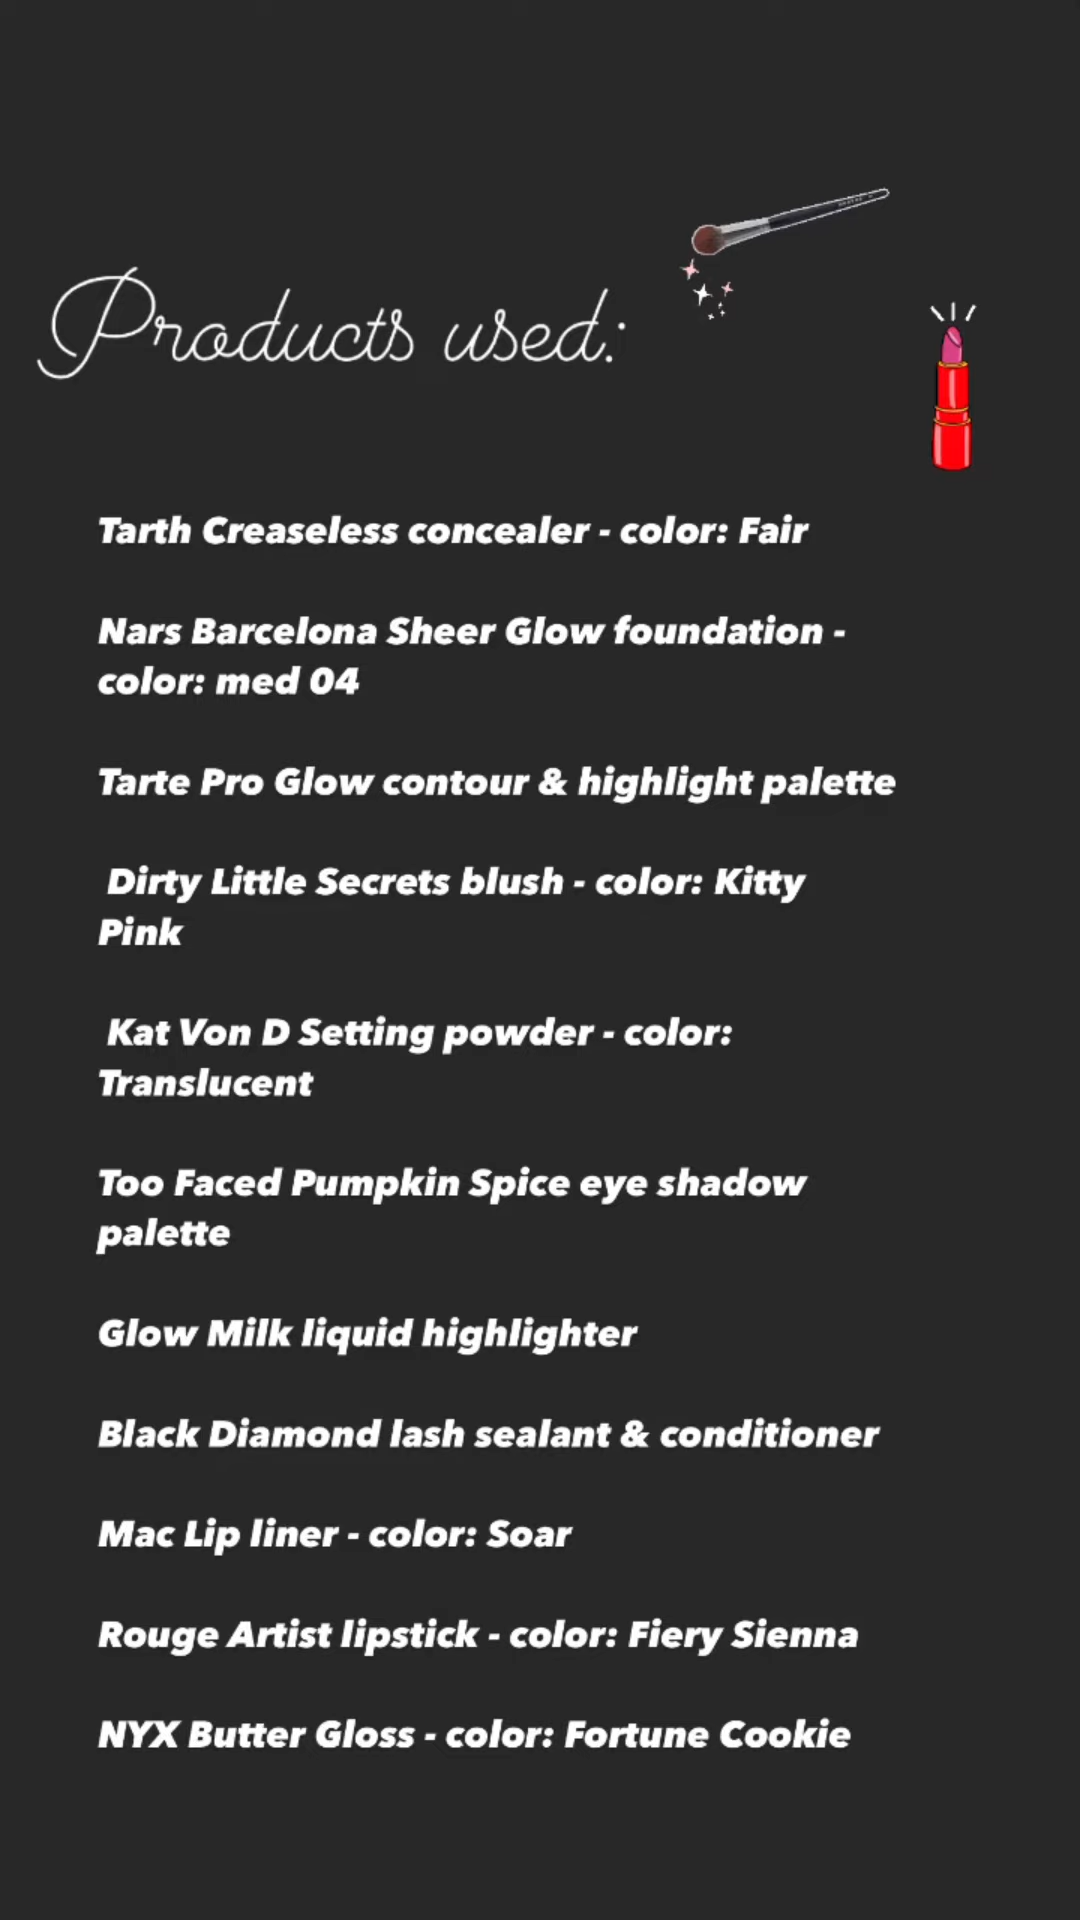 Products used:
Tarth Creaseless concealer - color: Fair
Nars Barcelona Sheer Glow foundation -
color: med 04
Tarte Pro Glow contour & highlight palette
Dirty Little Secrets blush - color: Kitty
Pink
Kat Von D Setting powder - color:
Translucent
Too Faced Pumpkin Spice eye shadow
palette
Glow Milk liquid highlighter
Black Diamond lash sealant & conditioner
Mac Lip liner - color: Soar
Rouge Artist lipstick - color: Fiery Sienna
NYX Butter Gloss - color: Fortune Cookie